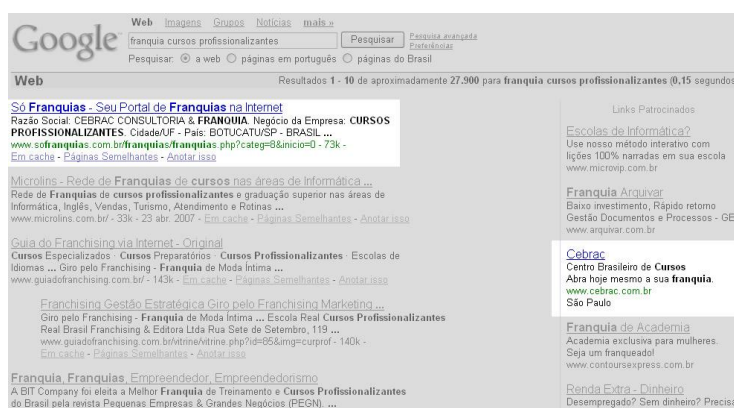 Google
Web Imagens Grupos Notícias mais »
franquia cursos profissionalizantes Pesquisar Pesquisa avançada
Preferências
Pesquisar: a web páginas em português páginas do Brasil
Web Resultados 1 - 10 de aproximadamente 27.900 para franquia cursos profissionalizantes (0,15 segundos
Só Franquias - Seu Portal de Franquias na Internet
Razão Social: CEBRAC CONSULTORIA & FRANQUIA. Negócio da Empresa: CURSOS
PROFISSIONALIZANTES. Cidade/UF - País: BOTUCATU/SP - BRASIL ...
www.sofranquias.com.br/franquias/franquias.php?categ=8&inicio=0 - 73k -
Em cache - Páginas Semelhantes - Anotar isso
Microlins - Rede de Franquias de cursos nas áreas de Informática ...
Rede de Franquias de cursos profissionalizantes e graduação superior nas áreas de
Informática, Inglês, Vendas, Turismo, Atendimento e Rotinas ...
www.microlins.com.br/ - 33k - 23 abr. 2007 - Em cache - Páginas Semelhantes - Anotar isso
Guia do Franchising via Internet - Original
Cursos Especializados · Cursos Preparatórios · Cursos Profissionalizantes · Escolas de
Idiomas ... Giro pelo Franchising - Franquia de Moda Íntima ...
www.guiadofranchising.com.br/ - 143k - Em cache - Páginas Semelhantes - Anotar isso
Franchising Gestão Estratégica Giro pelo Franchising Marketing ...
Giro pelo Franchising - Franquia de Moda Íntima ... Escola Real Cursos Profissionalizantes
Real Brasil Franchising & Editora Ltda Rua Sete de Setembro, 119 ...
www.guiadofranchising.com.br/vitrine/vitrine.php?id=85&img=curprof - 140k -
Em cache - Páginas Semelhantes - Anotar isso
Franquia, Franquias, Empreendedor, Empreendedorismo
A BIT Company foi eleita a Melhor Franquia de Treinamento e Cursos Profissionalizantes
do Brasil pela revista Pequenas Empresas & Grandes Negócios (PEGN). ...
Links Patrocinados
Escolas de Informática?
Use nosso método interativo com
lições 100% narradas em sua escola
www.microvip.com.br
Franquia Arquivar
Baixo investimento, Rápido retorno
Gestão Documentos e Processos - GE
www.arquivar.com.br
Cebrac
Centro Brasileiro de Cursos
Abra hoje mesmo a sua franquia.
www.cebrac.com.br
São Paulo
Franquia de Academia
Academia exclusiva para mulheres.
Seja um franqueado!
www.contoursexpress.com.br
Renda Extra - Dinheiro
Desempregado? Sem dinheiro? Precisa